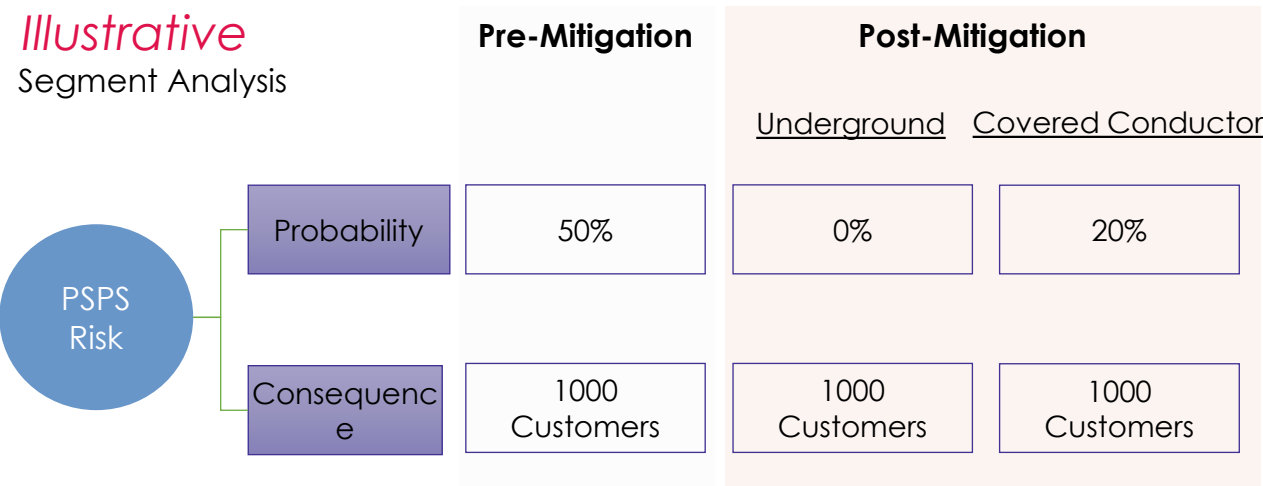 Illustrative
Segment Analysis
Pre-Mitigation
Post-Mitigation
Underground
Covered Conductor
PSPS
Risk
Probability
50%
0%
20%
Consequenc
e
1000
Customers
1000
Customers
1000
Customers